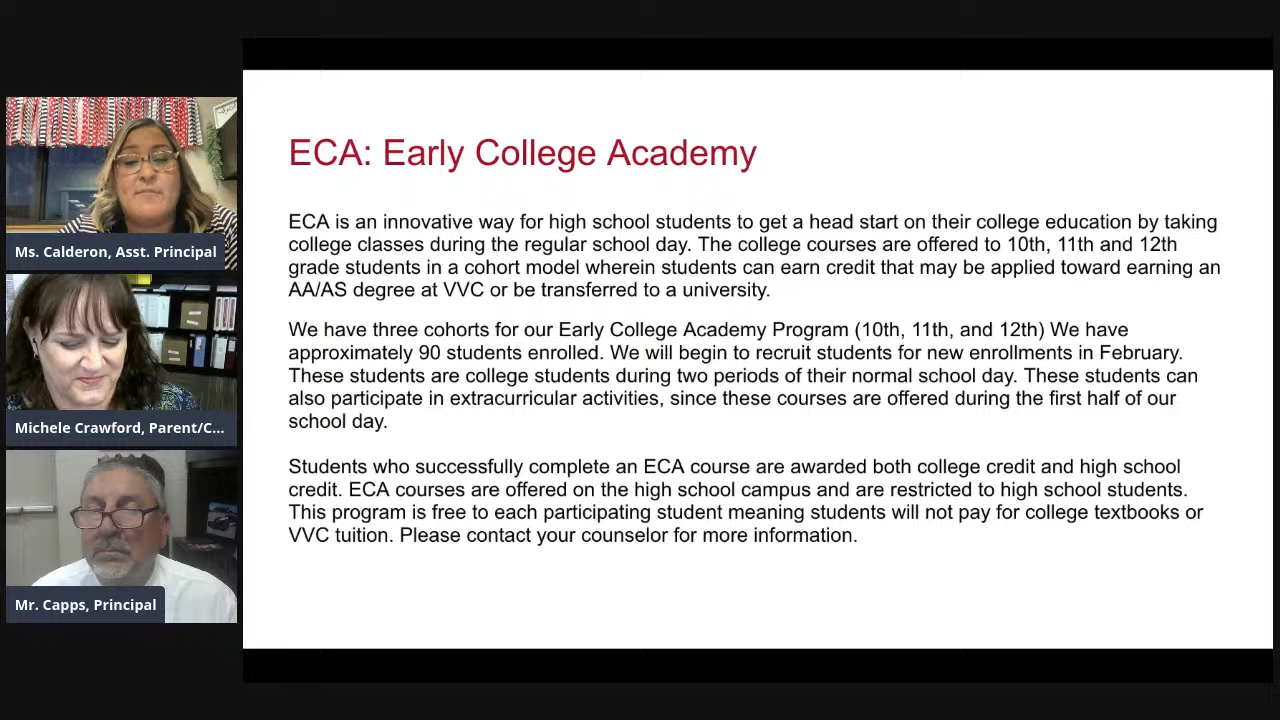 ECA: Early College Academy
ECA is an innovative way for high school students to get a head start on their college education by taking
college classes during the regular school day. The college courses are offered to 10th, 11th and 12th
grade students in a cohort model wherein students can earn credit that may be applied toward earning an
AA/AS degree at VVC or be transferred to a university.
We have three cohorts for our Early College Academy Program (10th, 11th, and 12th) We have
approximately 90 students enrolled. We will begin to recruit students for new enrollments in February.
These students are college students during two periods of their normal school day. These students can
also participate in extracurricular activities, since these courses are offered during the first half of our
school day.
Students who successfully complete an ECA course are awarded both college credit and high school
credit. ECA courses are offered on the high school campus and are restricted to high school students.
This program is free to each participating student meaning students will not pay for college textbooks or
VVC tuition. Please contact your counselor for more information.
Ms. Calderon, Asst. Principal
Michele Crawford, Parent/C...
Mr. Capps, Principal